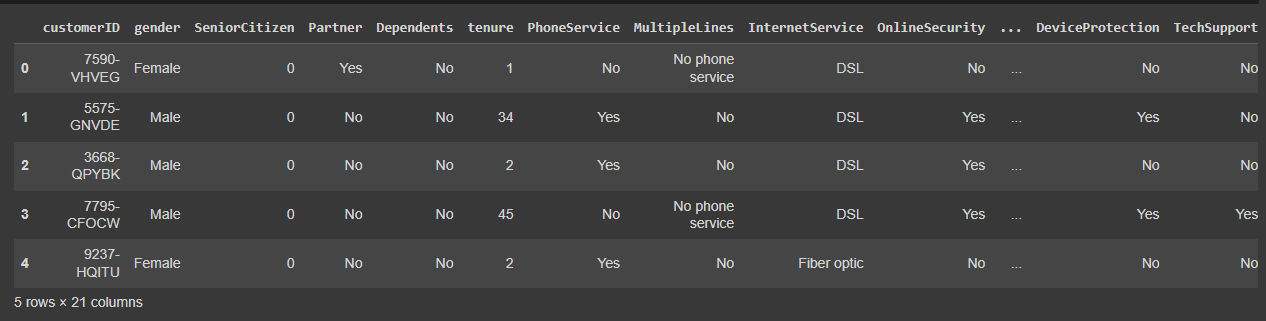 customerID gender SeniorCitizen Partner Dependents tenure PhoneService MultipleLines InternetService OnlineSecurity ... DeviceProtection TechSupport
0 7590-VHVEG Female 0 Yes No 1 No No phone service DSL No ... No No
1 5575-GNVDE Male 0 No No 34 Yes No DSL Yes ... Yes No
2 3668-QPYBK Male 0 No No 2 Yes No DSL Yes ... No No
3 7795-CFOCW Male 0 No No 45 No No phone service DSL Yes ... Yes Yes
4 9237-HQITU Female 0 No No 2 Yes No Fiber optic No ... No No
5 rows × 21 columns